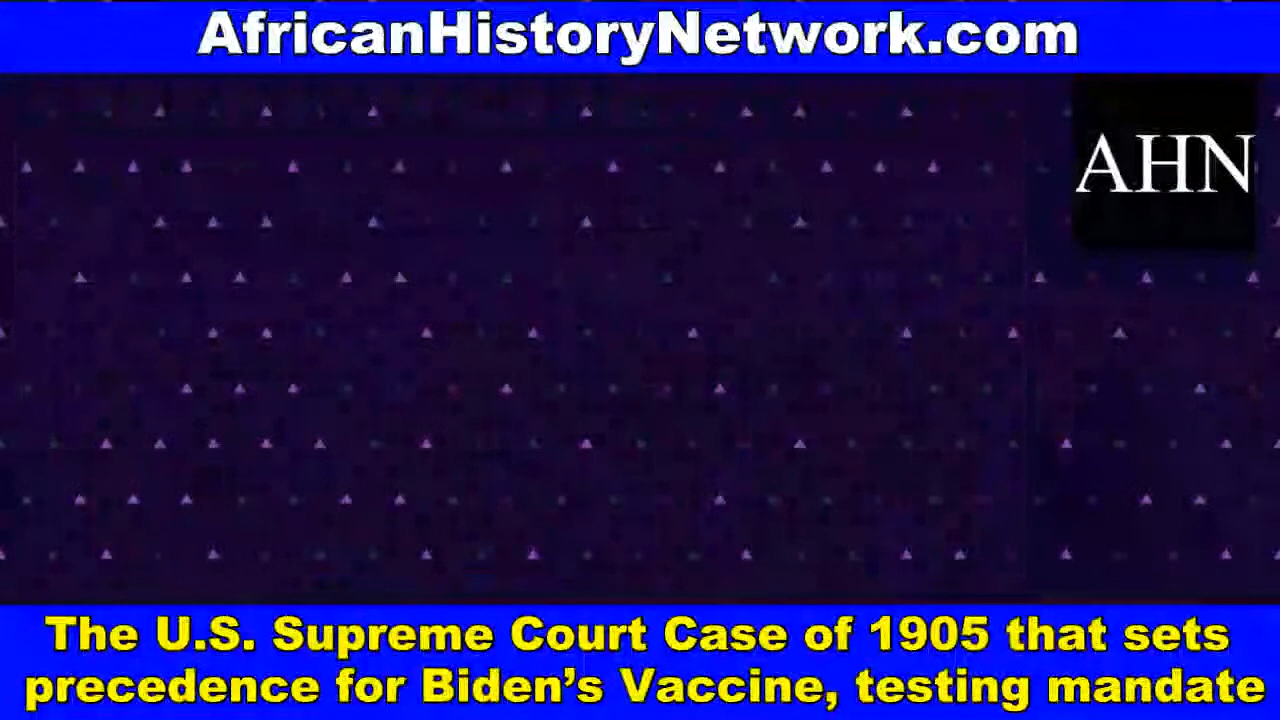 AfricanHistoryNetwork.com
AHN
The U.S. Supreme Court Case of 1905 that sets
precedence for Biden’s Vaccine, testing mandate